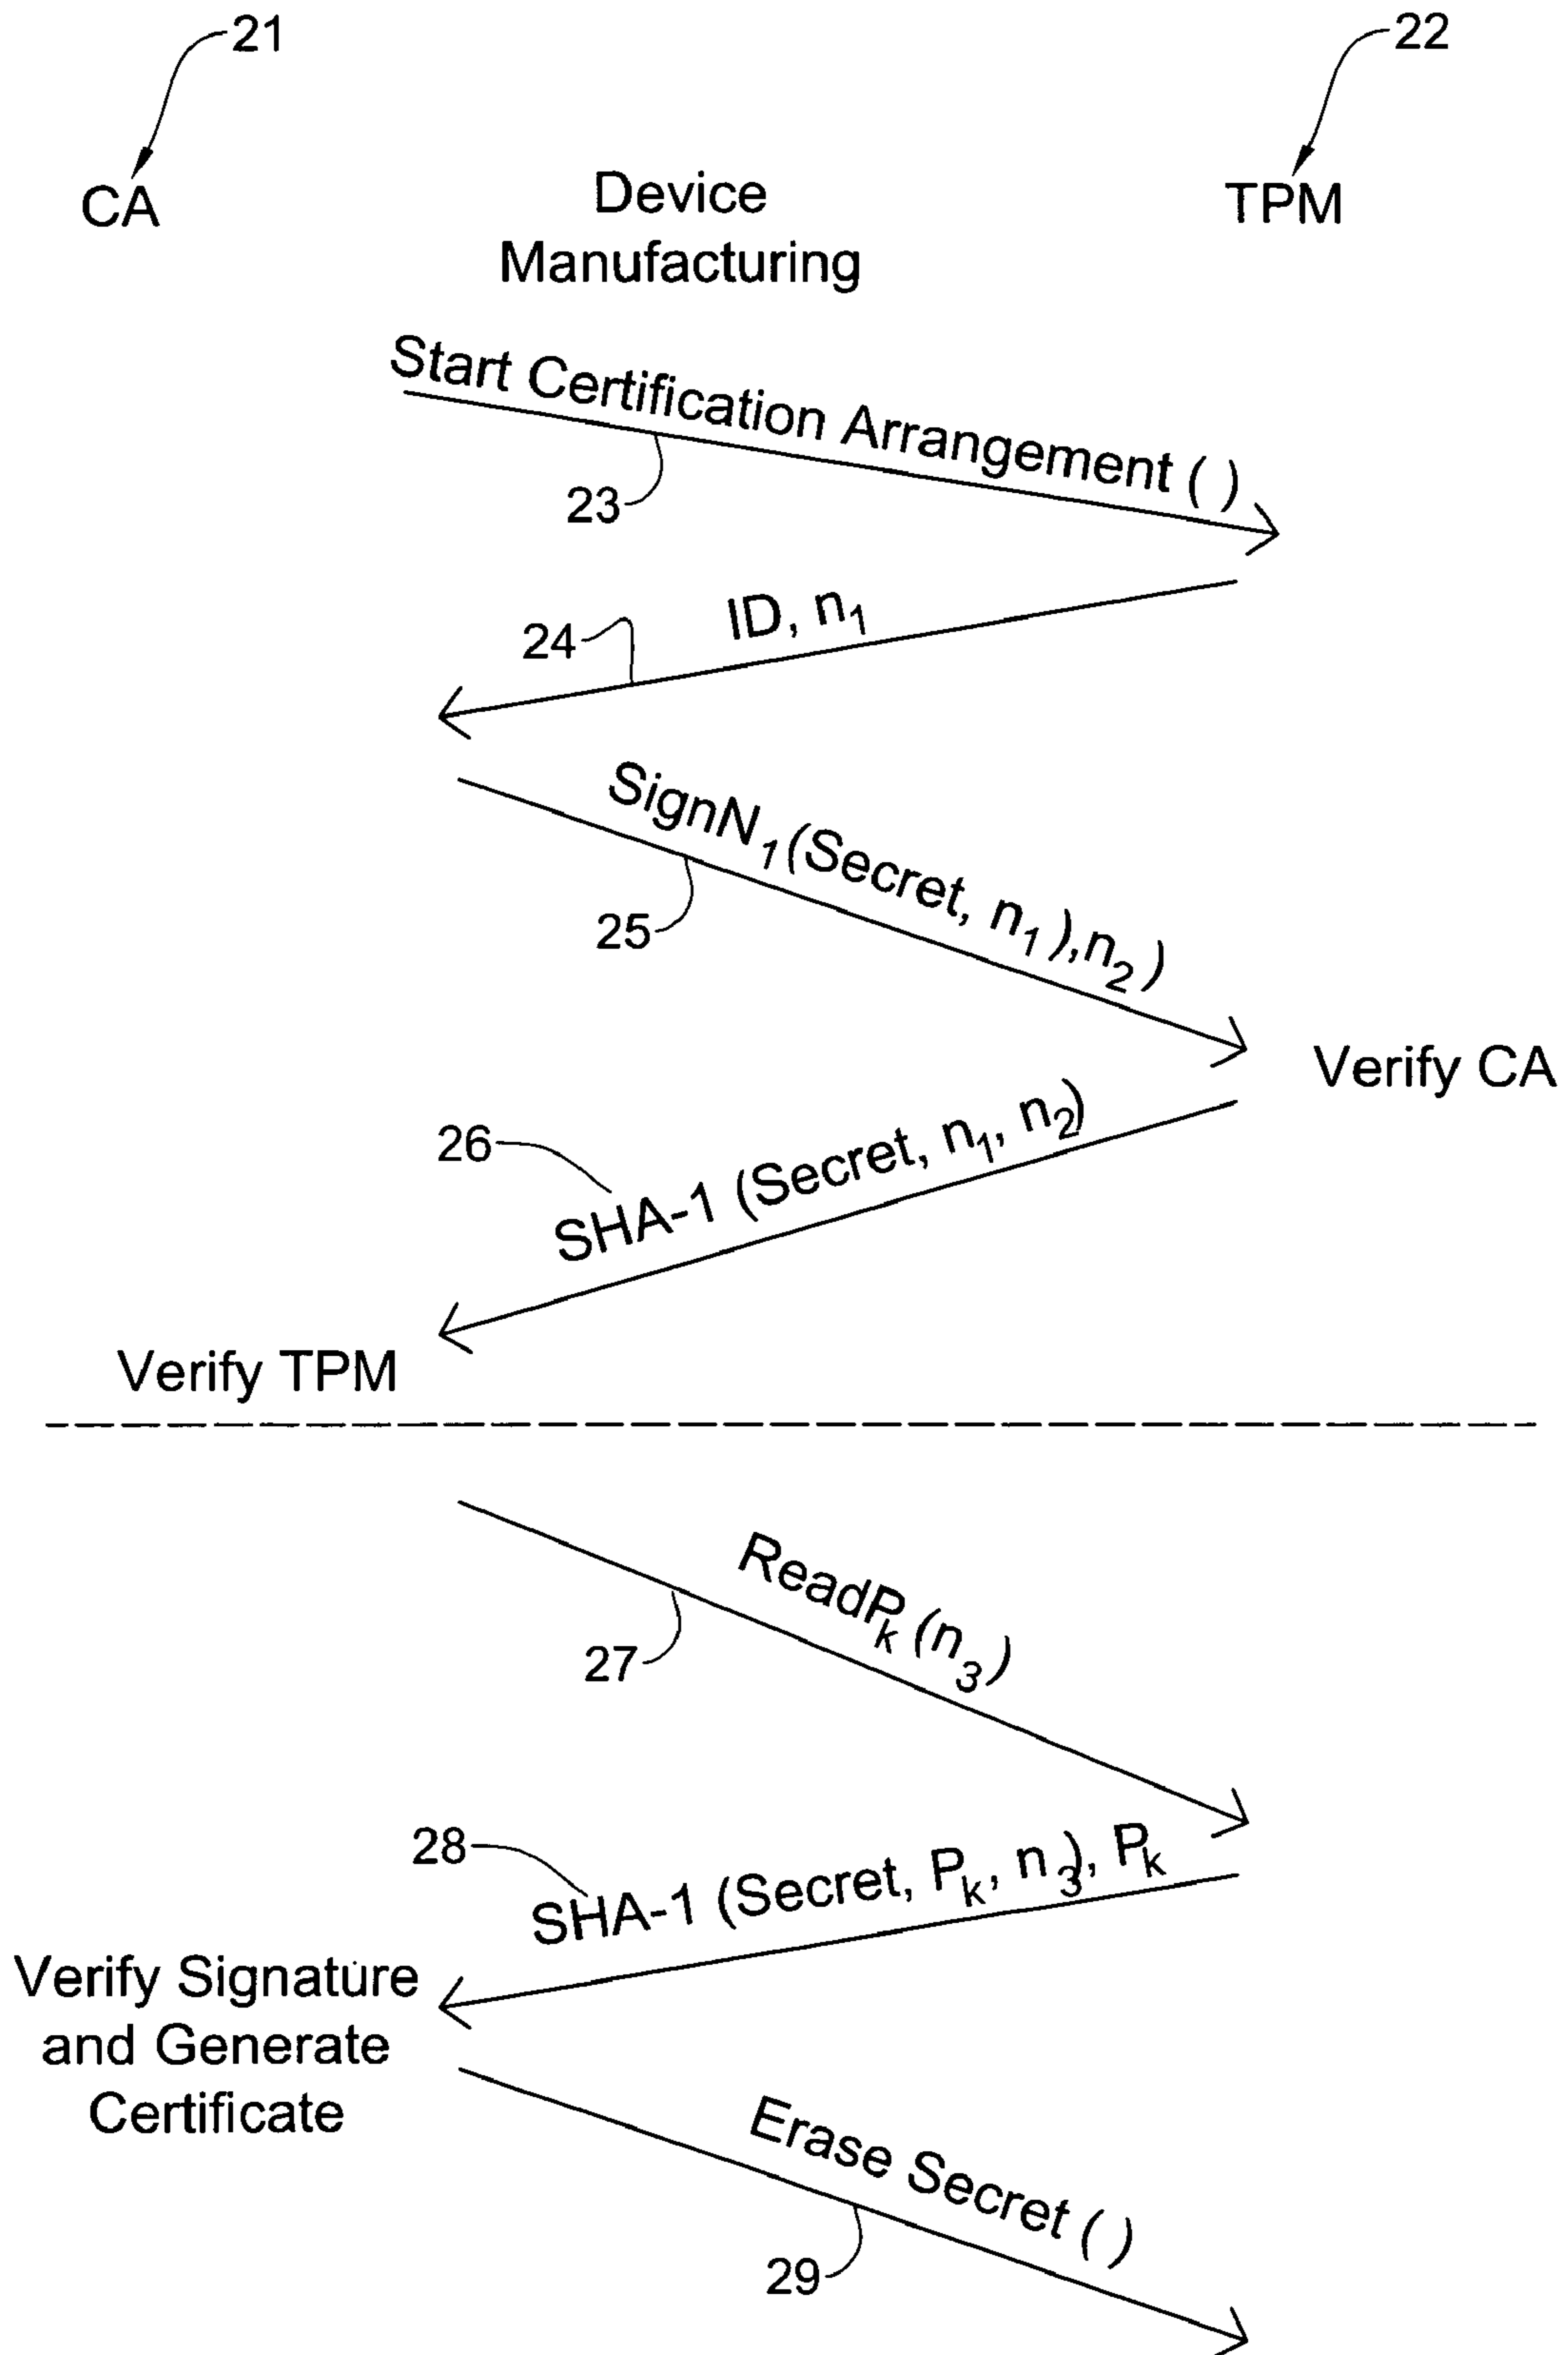 21
22
CA
Device
Manufacturing
TPM
Start Certification Arrangement ( )
23
ID, n1
24
SignN1(Secret, n1),n2)
25
Verify CA
26
SHA-1 (Secret, n1, n2)
Verify TPM
ReadPk (n3)
27
28
SHA-1 (Secret, Pk, n3), Pk
Verify Signature
and Generate
Certificate
Erase Secret ( )
29